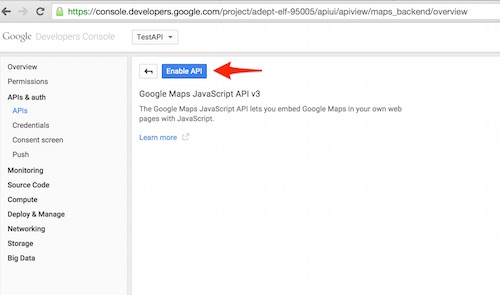 https://console.developers.google.com/project/adept-elf-95005/apiui/apiview/maps_backend/overview
Google Developers Console
TestAPI
Overview
Permissions
APIs & auth
APIs
Credentials
Consent screen
Push
Monitoring
Source Code
Compute
Deploy & Manage
Networking
Storage
Big Data
Enable API
Google Maps JavaScript API v3
The Google Maps JavaScript API lets you embed Google Maps in your own web
pages with JavaScript.
Learn more